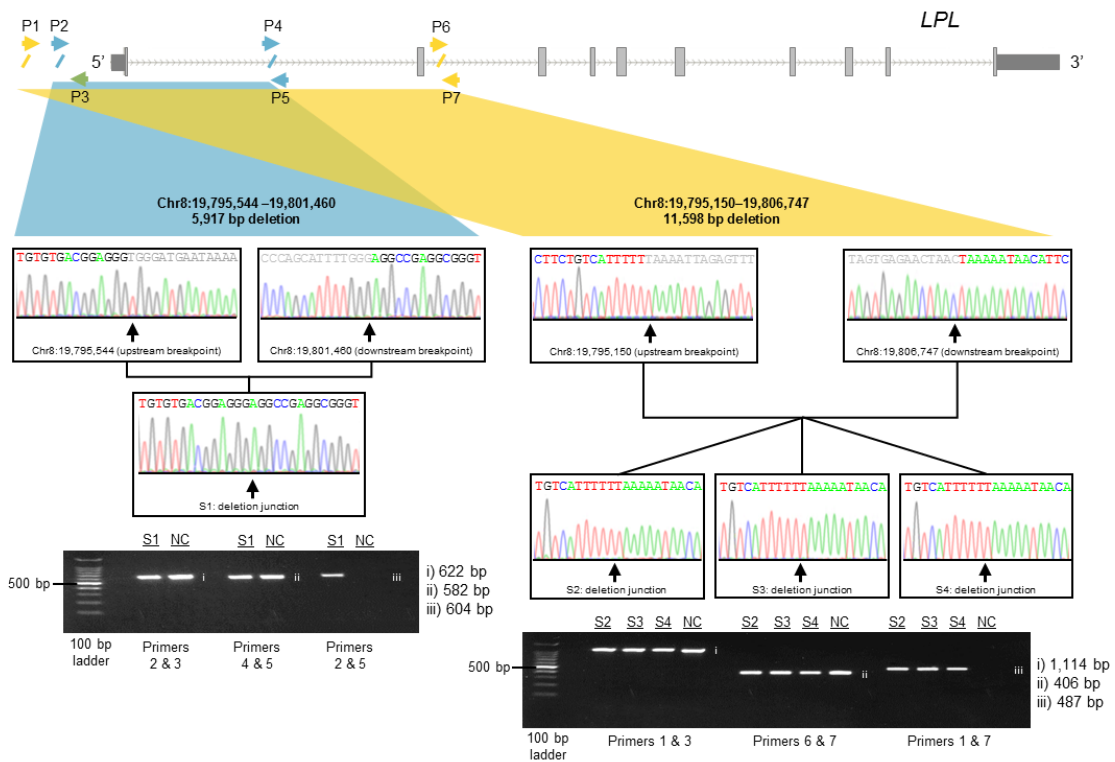 LPL
P1 P2 P4 P6
5’ 3’
P3 P5 P7
Chr8:19,795,544 –19,801,460
5,917 bp deletion
Chr8:19,795,150–19,806,747
11,598 bp deletion
TGTGTGACGGAGGGTGGGATGAATAAAA
Chr8:19,795,544 (upstream breakpoint)
CCCAGCATTTTGGGAGGCCGAGGCGGGT
Chr8:19,801,460 (downstream breakpoint)
CTTCTGTCATTTTTTAAAATTAGAGTTT
Chr8:19,795,150 (upstream breakpoint)
TAGTGAGAACTAACTAAAAATAACATTC
Chr8:19,806,747 (downstream breakpoint)
TGTGTGACGGAGGGAGGCCGAGGCGGGT
S1: deletion junction
TGTCATTTTTTAAAAATAACA
S2: deletion junction
TGTCATTTTTTAAAAATAACA
S3: deletion junction
TGTCATTTTTTAAAAATAACA
S4: deletion junction
S1 NC S1 NC S1
500 bp
i ii iii
i) 622 bp
ii) 582 bp
iii) 604 bp
100 bp
ladder
Primers
2 & 3
Primers
4 & 5
Primers
2 & 5
S2 S3 S4 NC S2 S3 S4 NC S2 S3 S4 NC
500 bp
i ii iii
i) 1,114 bp
ii) 406 bp
iii) 487 bp
100 bp
ladder
Primers 1 & 3
Primers 6 & 7
Primers 1 & 7